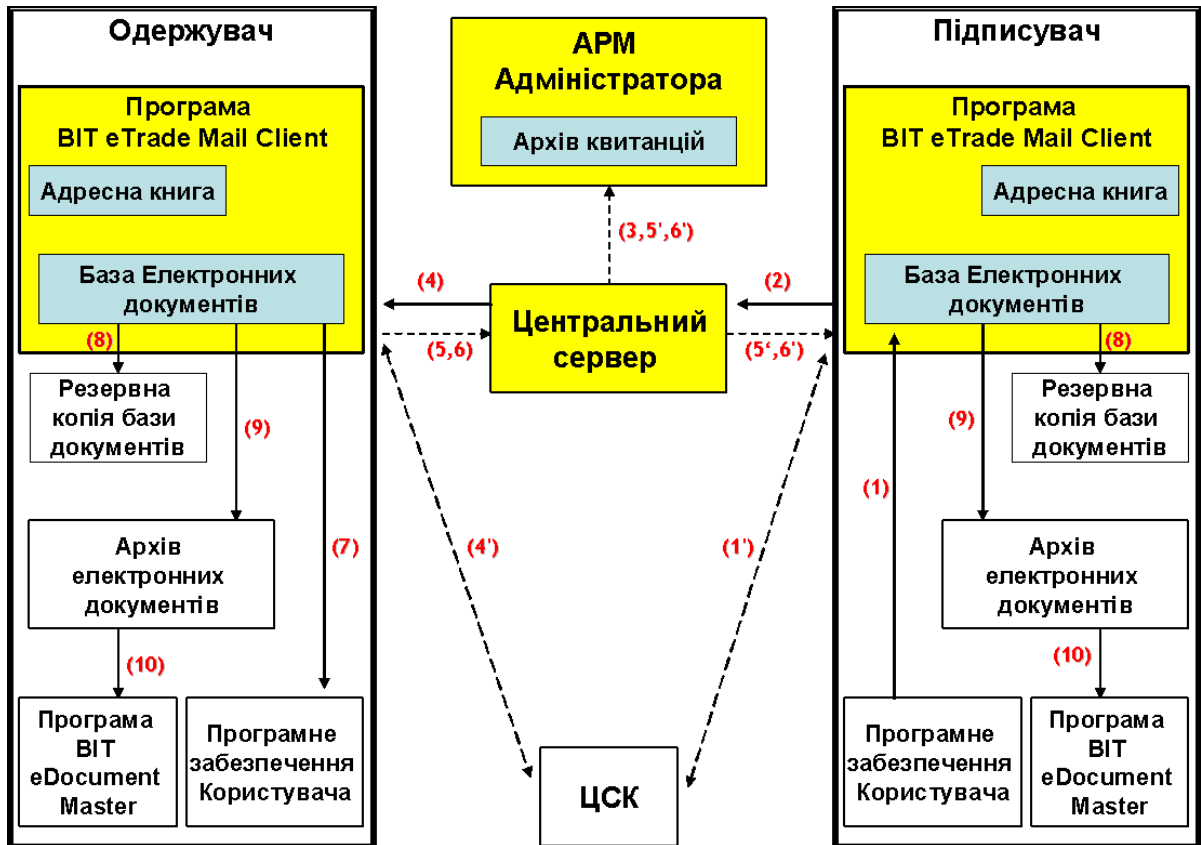 Одержувач
Програма
BIT eTrade Mail Client
Адресна книга
База Електронних
документів
(8)
Резервна
копія бази
документів
(9)
(7)
Архів
електронних
документів
(10)
Програма
BIT
eDocument
Master
Програмне
забезпечення
Користувача
АРМ
Адміністратора
Архів квитанцій
(3,5',6')
(4)
(2)
Центральний
сервер
(5,6)
(5‘,6')
(4')
(1')
ЦСК
Підписувач
Програма
BIT eTrade Mail Client
Адресна книга
База Електронних
документів
(8)
Резервна
копія бази
документів
(9)
(1)
Архів
електронних
документів
(10)
Програмне
забезпечення
Користувача
Програма
BIT
eDocument
Master